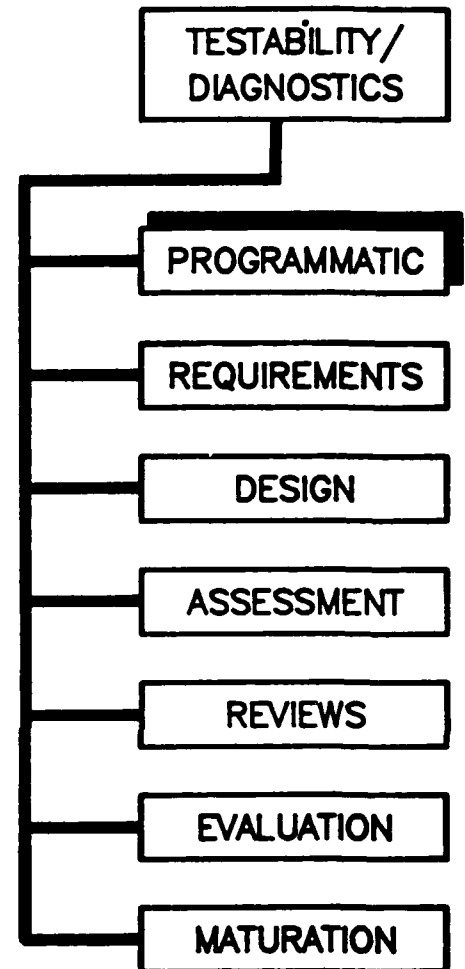 TESTABILITY/
DIAGNOSTICS
PROGRAMMATIC
REQUIREMENTS
DESIGN
ASSESSMENT
REVIEWS
EVALUATION
MATURATION